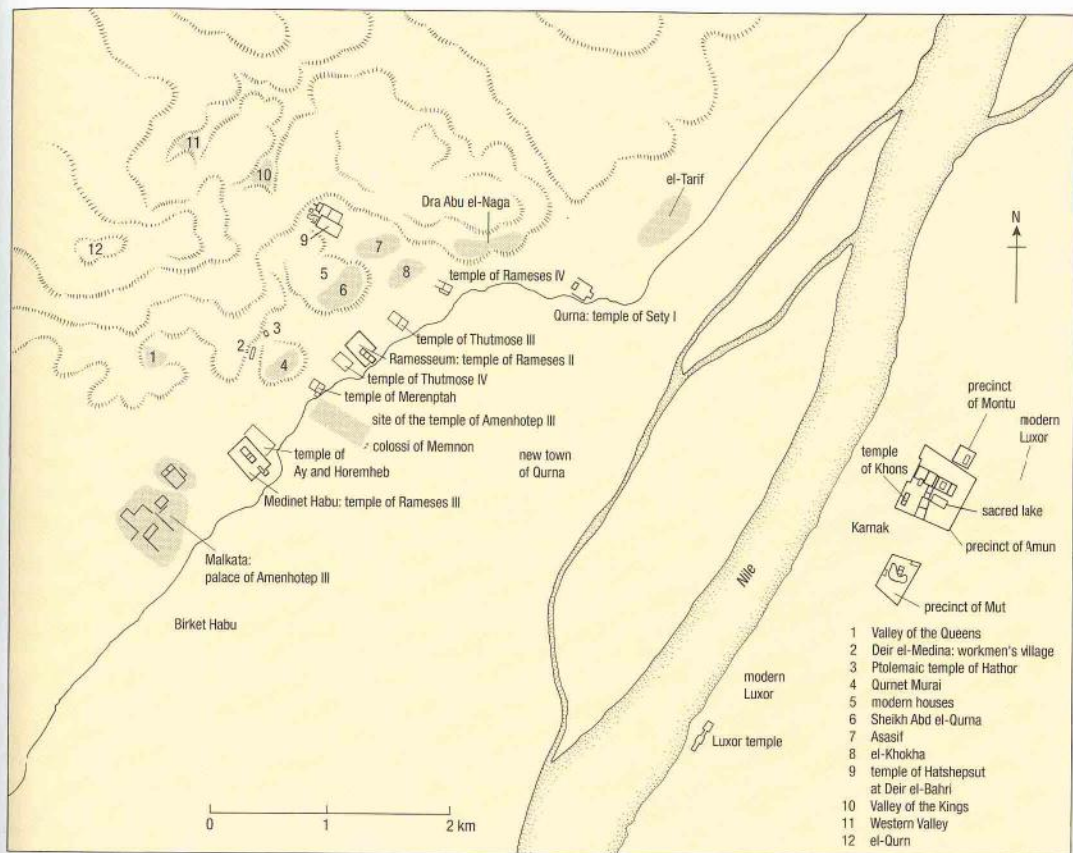 11
10
12
9
Dra Abu el-Naga
el-Tarif
N
7
8
5
6
temple of Rameses IV
Qurna: temple of Sety I
3
2
1
4
temple of Thutmose III
Ramesseum: temple of Rameses II
temple of Thutmose IV
temple of Merenptah
site of the temple of Amenhotep III
colossi of Memnon
temple of
Ay and Horemheb
Medinet Habu: temple of Rameses III
new town
of Qurna
Malkata:
palace of Amenhotep III
Birket Habu
Nile
precinct
of Montu
modern
Luxor
temple
of Khons
sacred lake
Karnak
precinct of Amun
precinct of Mut
modern
Luxor
Luxor temple
1 Valley of the Queens
2 Deir el-Medina: workmen's village
3 Ptolemaic temple of Hathor
4 Qurnet Murai
5 modern houses
6 Sheikh Abd el-Qurna
7 Asasif
8 el-Khokha
9 temple of Hatshepsut
at Deir el-Bahri
10 Valley of the Kings
11 Western Valley
12 el-Qurn
0 1 2 km